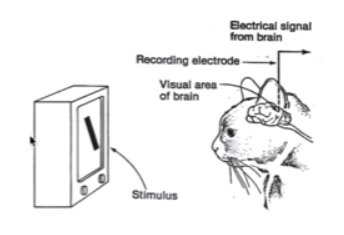 Electrical signal
from brain
Recording electrode
Visual area
of brain
Stimulus